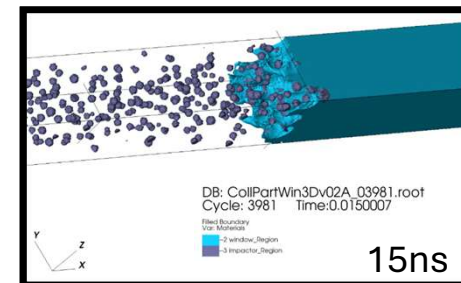 DB: CollPartWin3Dv02A_03981.root
Cycle: 3981 Time:0.0150007
Filled Boundary
Var: Materials
2 window_Region
3 impactor_Region
Y
Z
X
15ns